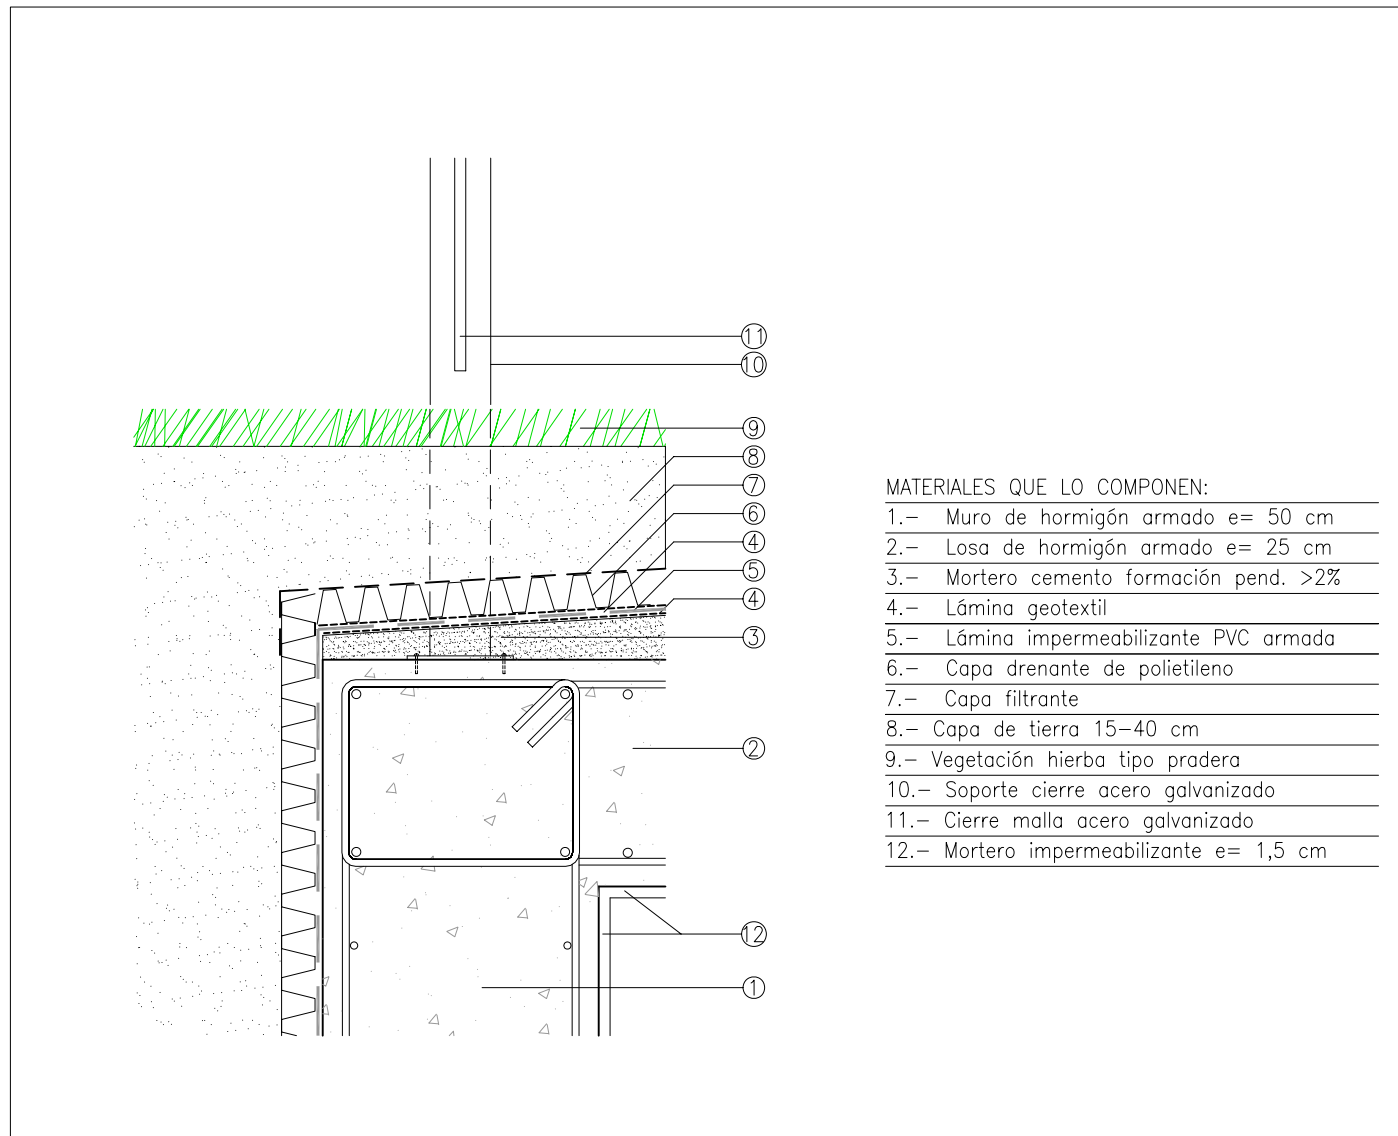 11
10
9
8
7
6
4
5
4
3
2
12
1
MATERIALES QUE LO COMPONEN:
1.- Muro de hormigón armado e= 50 cm
2.- Losa de hormigón armado e= 25 cm
3.- Mortero cemento formación pend. >2%
4.- Lámina geotextil
5.- Lámina impermeabilizante PVC armada
6.- Capa drenante de polietileno
7.- Capa filtrante
8.- Capa de tierra 15-40 cm
9.- Vegetación hierba tipo pradera
10.- Soporte cierre acero galvanizado
11.- Cierre malla acero galvanizado
12.- Mortero impermeabilizante e= 1,5 cm